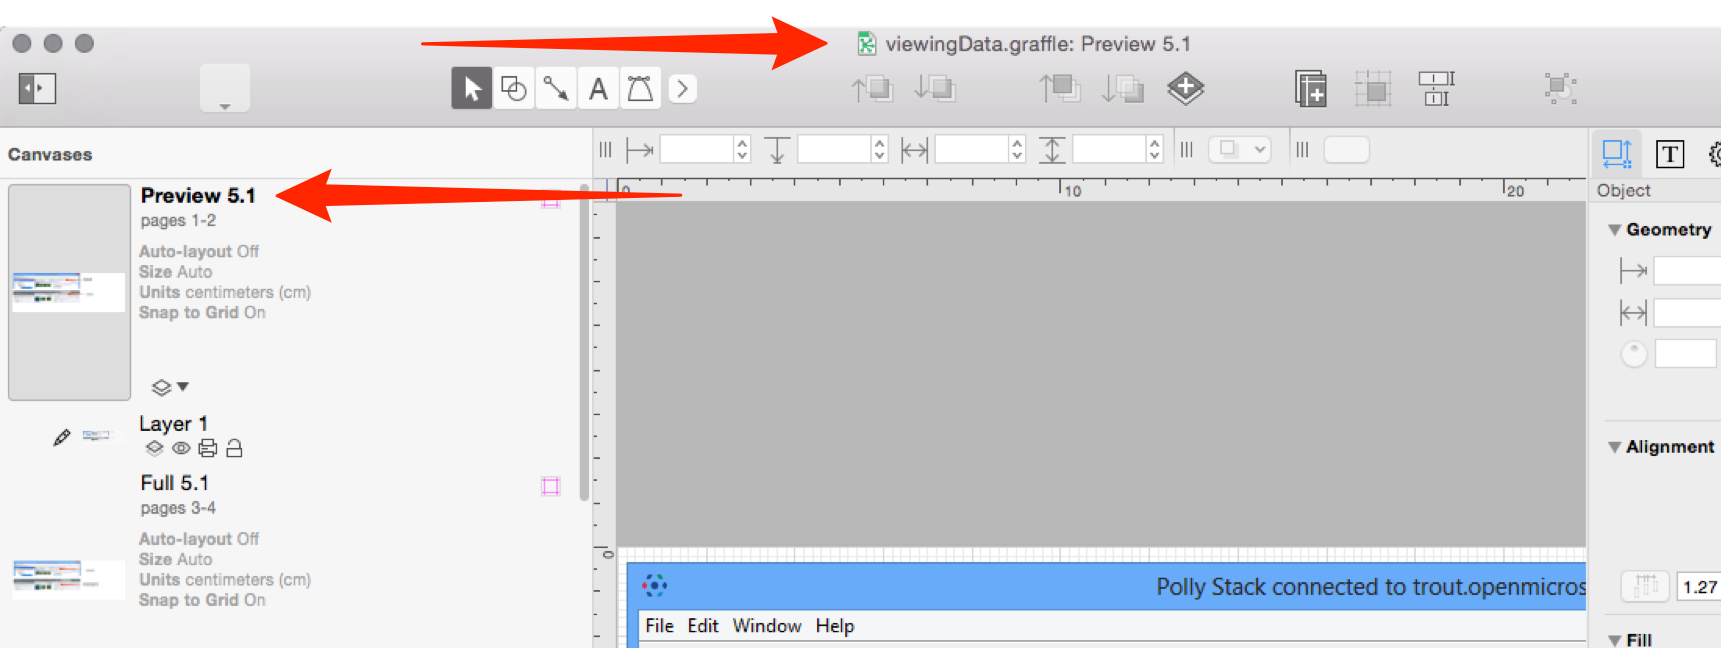 viewingData.graffle: Preview 5.1
A
Canvases
Preview 5.1
pages 1-2
Auto-layout Off
Size Auto
Units centimeters (cm)
Snap to Grid On
Layer 1
Full 5.1
pages 3-4
Auto-layout Off
Size Auto
Units centimeters (cm)
Snap to Grid On
0 10 20
0
T
Object
Geometry
Alignment
1.27
Fill
Polly Stack connected to trout.openmicros
File Edit Window Help